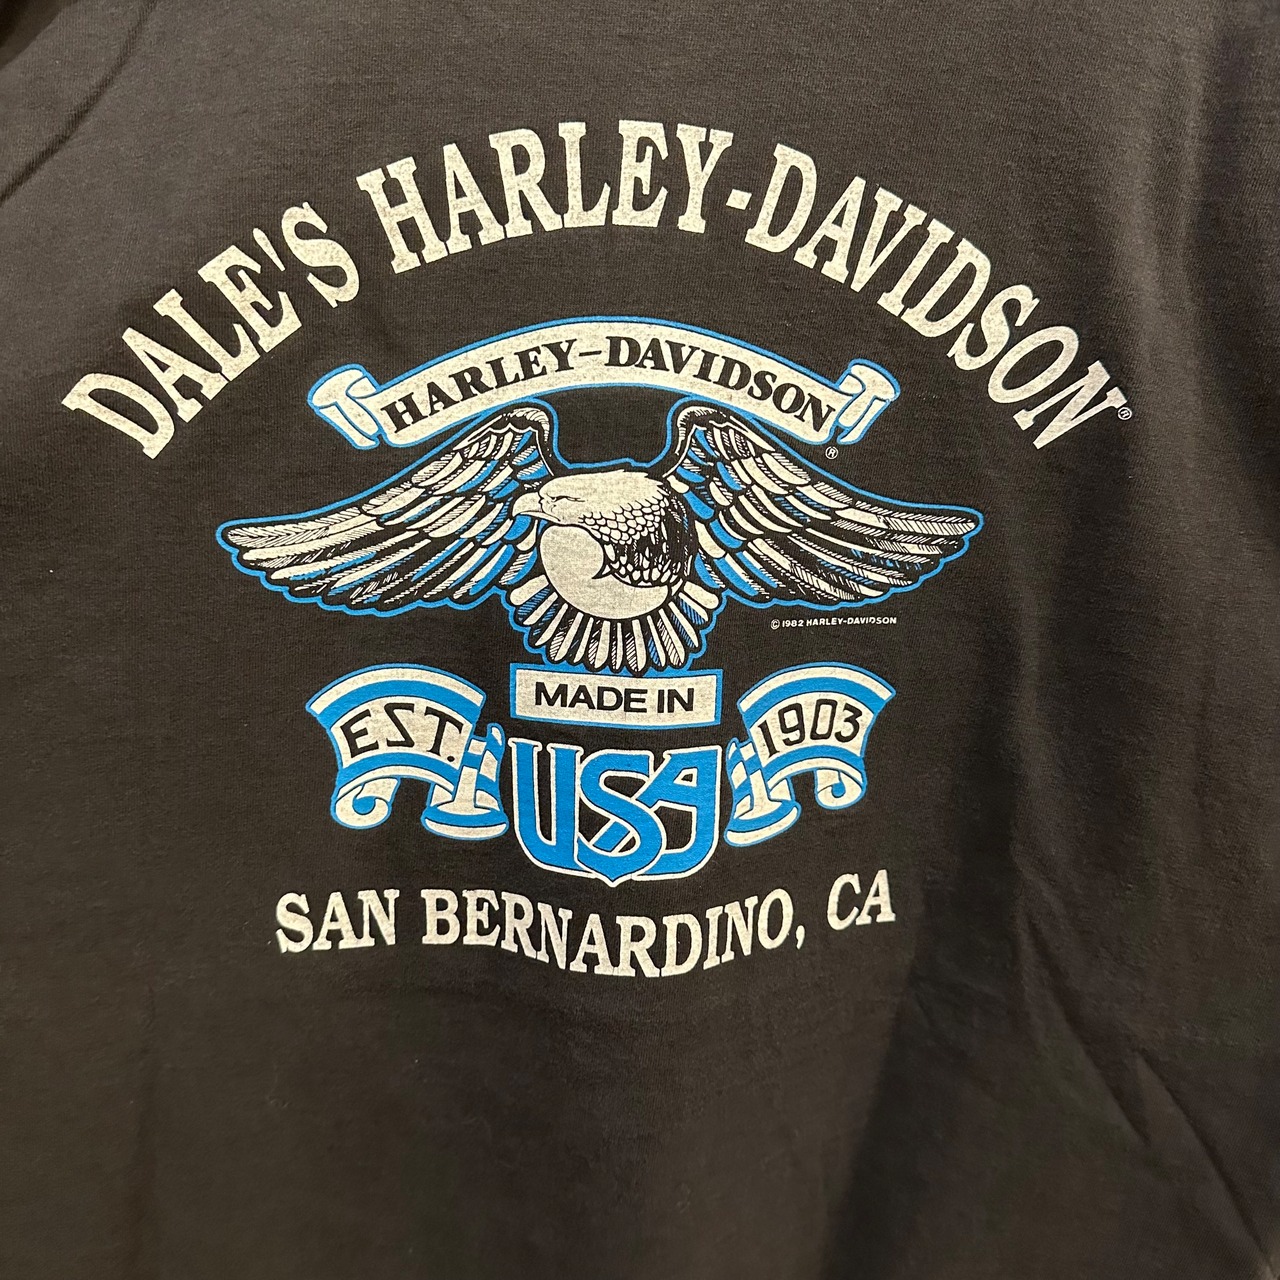 DALE'S HARLEY-DAVIDSON®
HARLEY-DAVIDSON
®
© 1982 HARLEY-DAVIDSON
MADE IN
EST. USA 1903
SAN BERNARDINO, CA